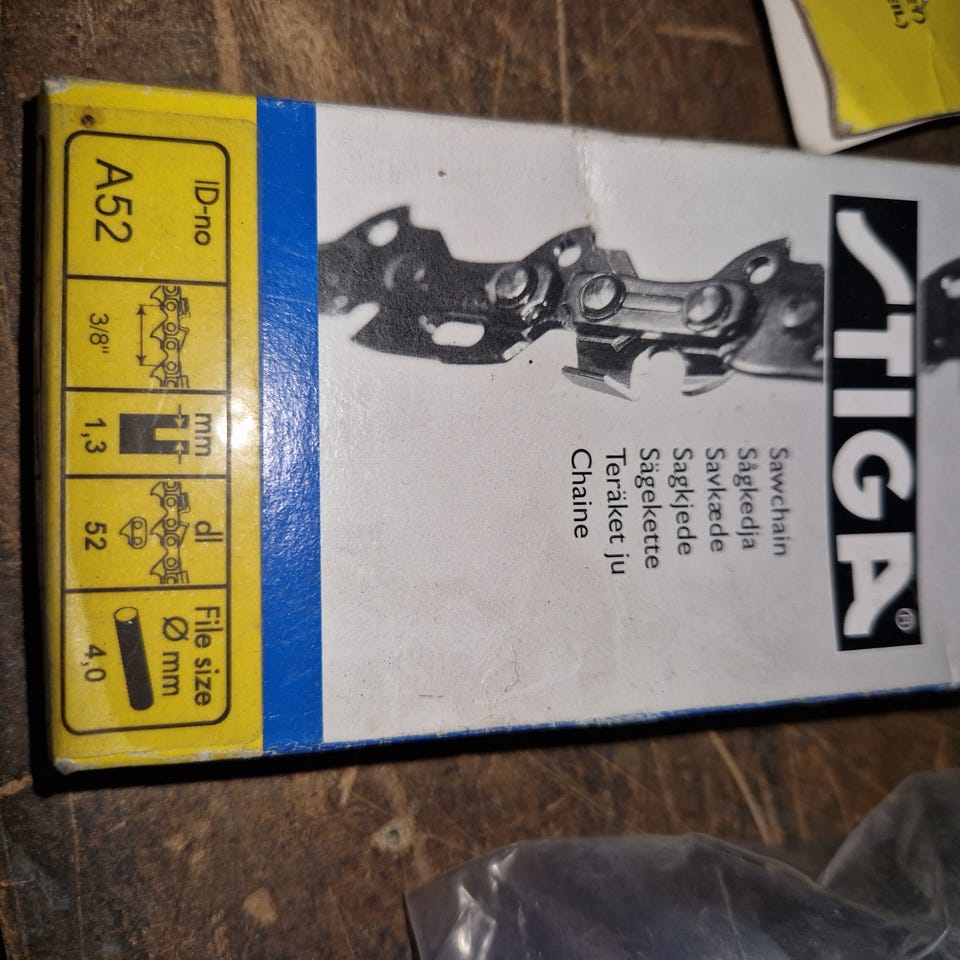 STIGA®
Sawchain
Sågkedja
Savkæde
Sagkjede
Sägekette
Teräket ju
Chaine
ID-no
A52
3/8"
mm
1,3
dl
52
File size
Ø mm
4,0